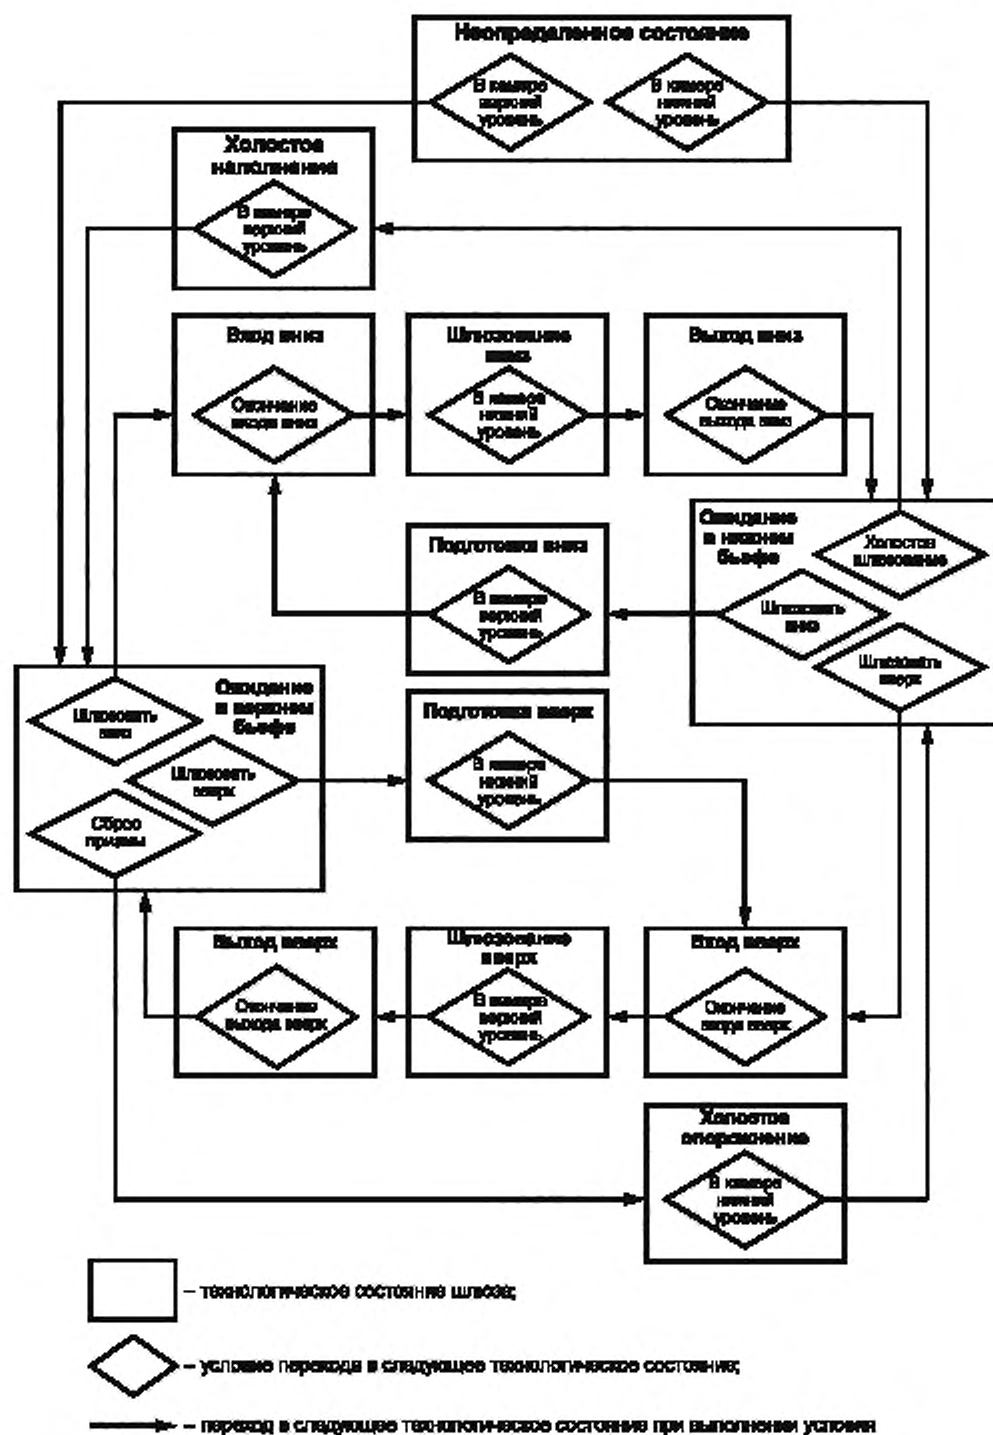 Неопределенное состояние
В камере
верхний
уровень
В камере
нижний
уровень
Холостое
наполнение
В камере
верхний
уровень
Вход вниз
Окончание
входа вниз
Шлюзование
вниз
В камере
нижний
уровень
Выход вниз
Окончание
выхода вниз
Подготовка вниз
В камере
верхний
уровень
Ожидание
в нижнем
бьефе
Холостое
шлюзование
Шлюзовать
вниз
Шлюзовать
вверх
Ожидание
в верхнем
бьефе
Шлюзовать
вниз
Шлюзовать
вверх
Сброс
призмы
Подготовка вверх
В камере
нижний
уровень
Выход вверх
Окончание
выхода вверх
Шлюзование
вверх
В камере
верхний
уровень
Вход вверх
Окончание
входа вверх
Холостое
опорожнение
В камере
нижний
уровень
– технологическое состояние шлюза;
– условие перехода в следующее технологическое состояние;
– переход в следующее технологическое состояние при выполнении условия